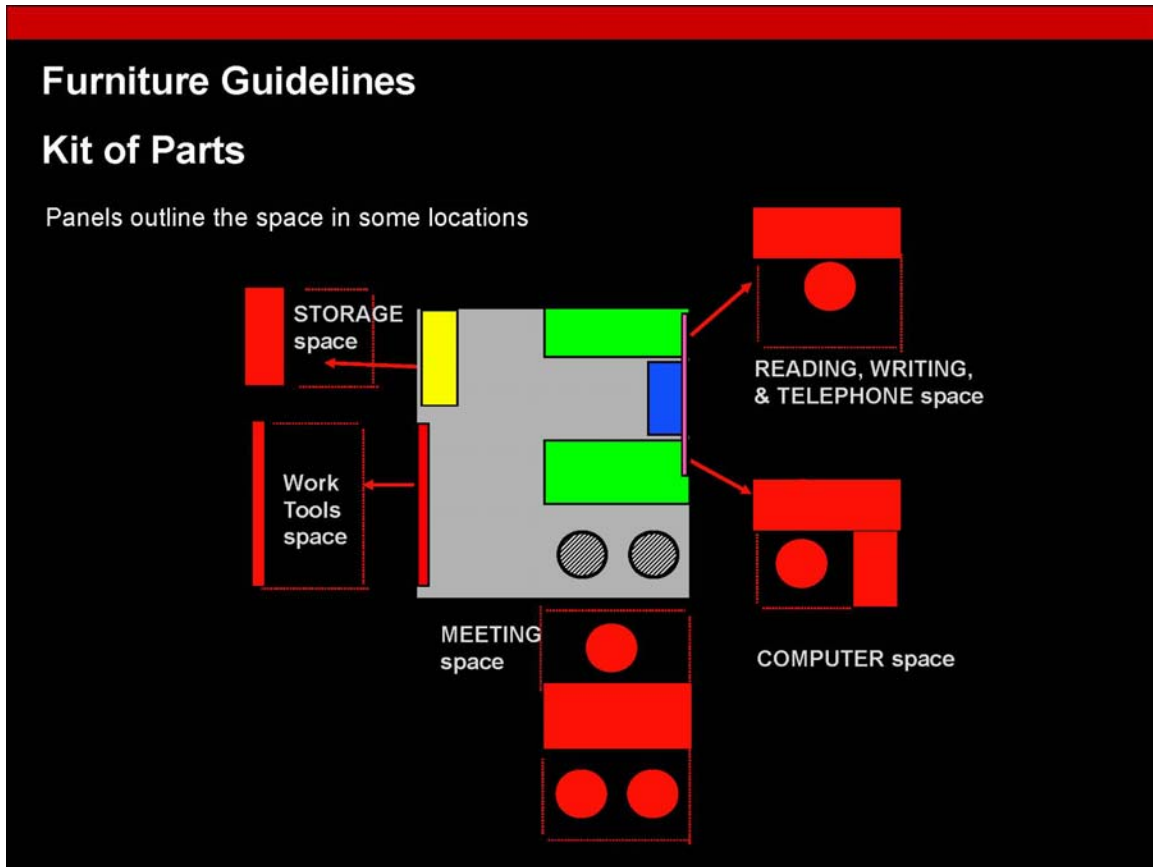 Furniture Guidelines
Kit of Parts
Panels outline the space in some locations
STORAGE
space
READING, WRITING,
& TELEPHONE space
Work
Tools
space
MEETING
space
COMPUTER space